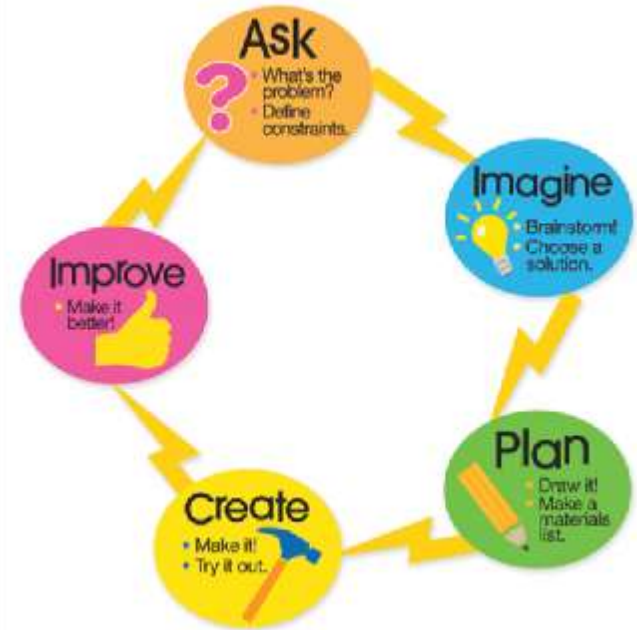 Ask
• What's the
problem?
• Define
constraints.
Imagine
• Brainstorm!
• Choose a
solution.
Plan
• Draw it!
• Make a
materials
list.
Create
• Make it!
• Try it out.
Improve
• Make it
better!